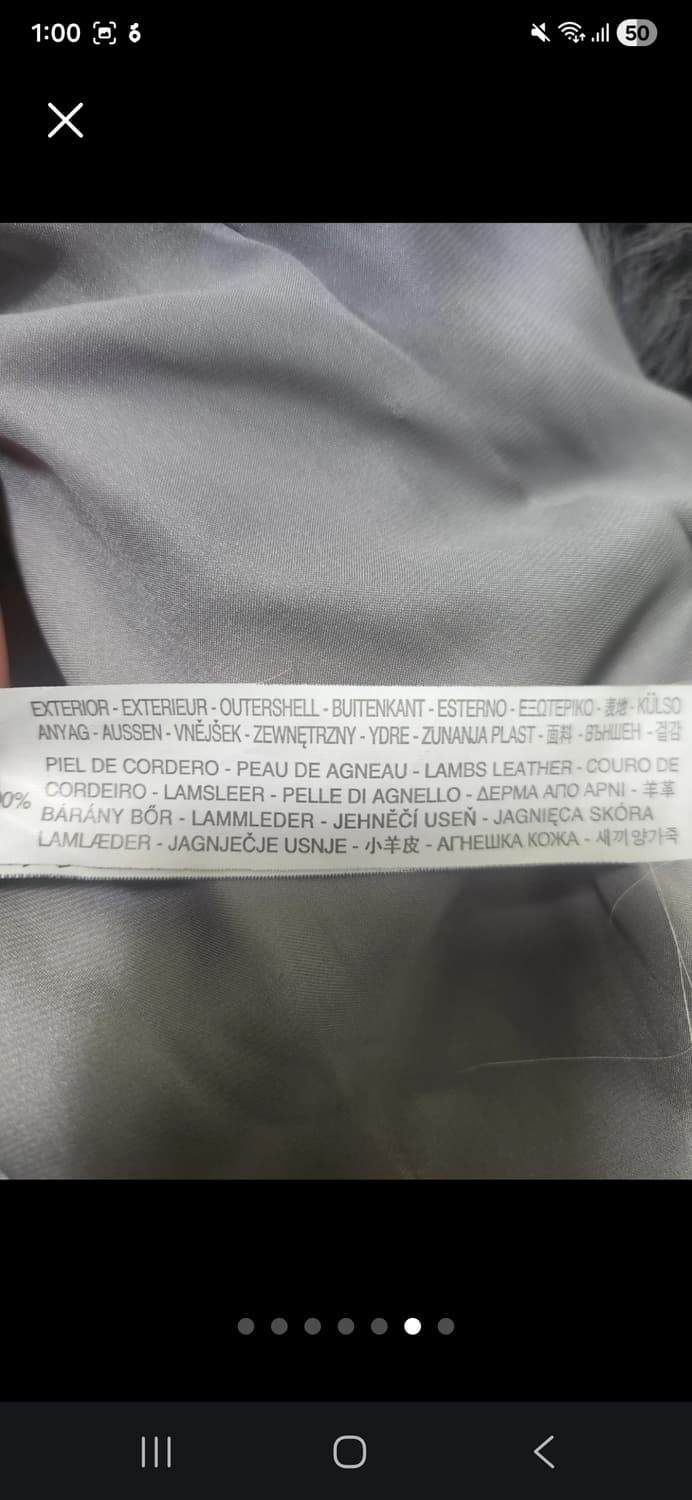 1:00
50
EXTERIOR - EXTERIEUR - OUTERSHELL - BUITENKANT - ESTERNO - ΕΞΩΤΕΡΙΚΟ - 表地 - KÜLSO
ANYAG - AUSSEN - VNĚJŠEK - ZEWNĘTRZNY - YDRE - ZUNANJA PLAST - 面料 - ВЪНШЕН - 겉감
PIEL DE CORDERO - PEAU DE AGNEAU - LAMBS LEATHER - COURO DE
0% CORDEIRO - LAMSLEER - PELLE DI AGNELLO - ΔΕΡΜΑ ΑΠΟ ΑΡΝΙ - 羊革
BÁRÁNY BŐR - LAMMLEDER - JEHNĚČÍ USEŇ - JAGNIĘCA SKÓRA
LAMLÆDER - JAGNJEČJE USNJE - 小羊皮 - АГНЕШКА КОЖА - 새끼양가죽